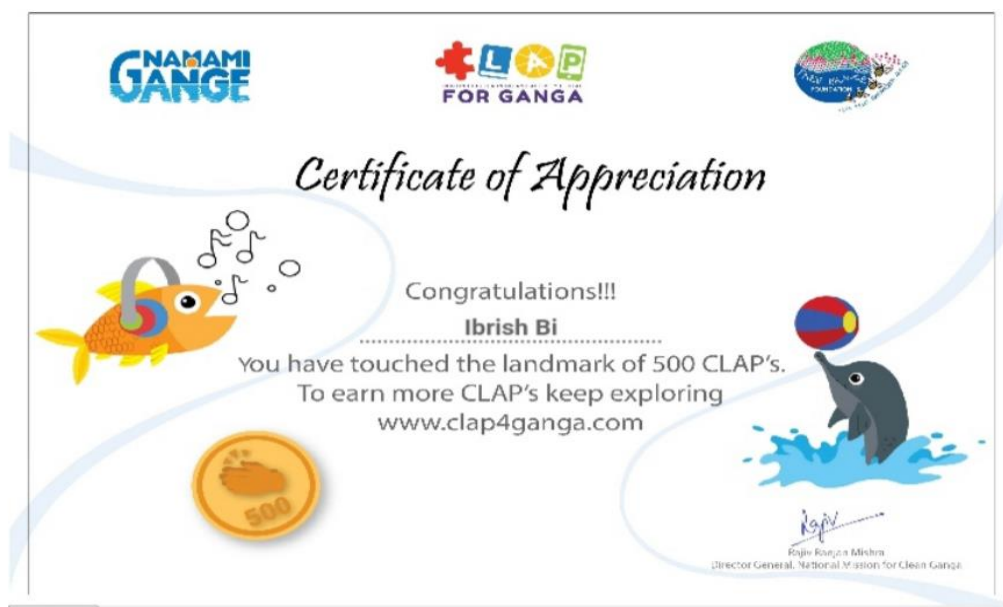 NAMAMI
GANGE
CLAP
FOR GANGA
FOUNDATION
Certificate of Appreciation
Congratulations!!!
Ibrish Bi
You have touched the landmark of 500 CLAP's.
To earn more CLAP's keep exploring
www.clap4ganga.com
500
Rajiv
Rajiv Ranjan Mishra
Director General, National Mission for Clean Ganga